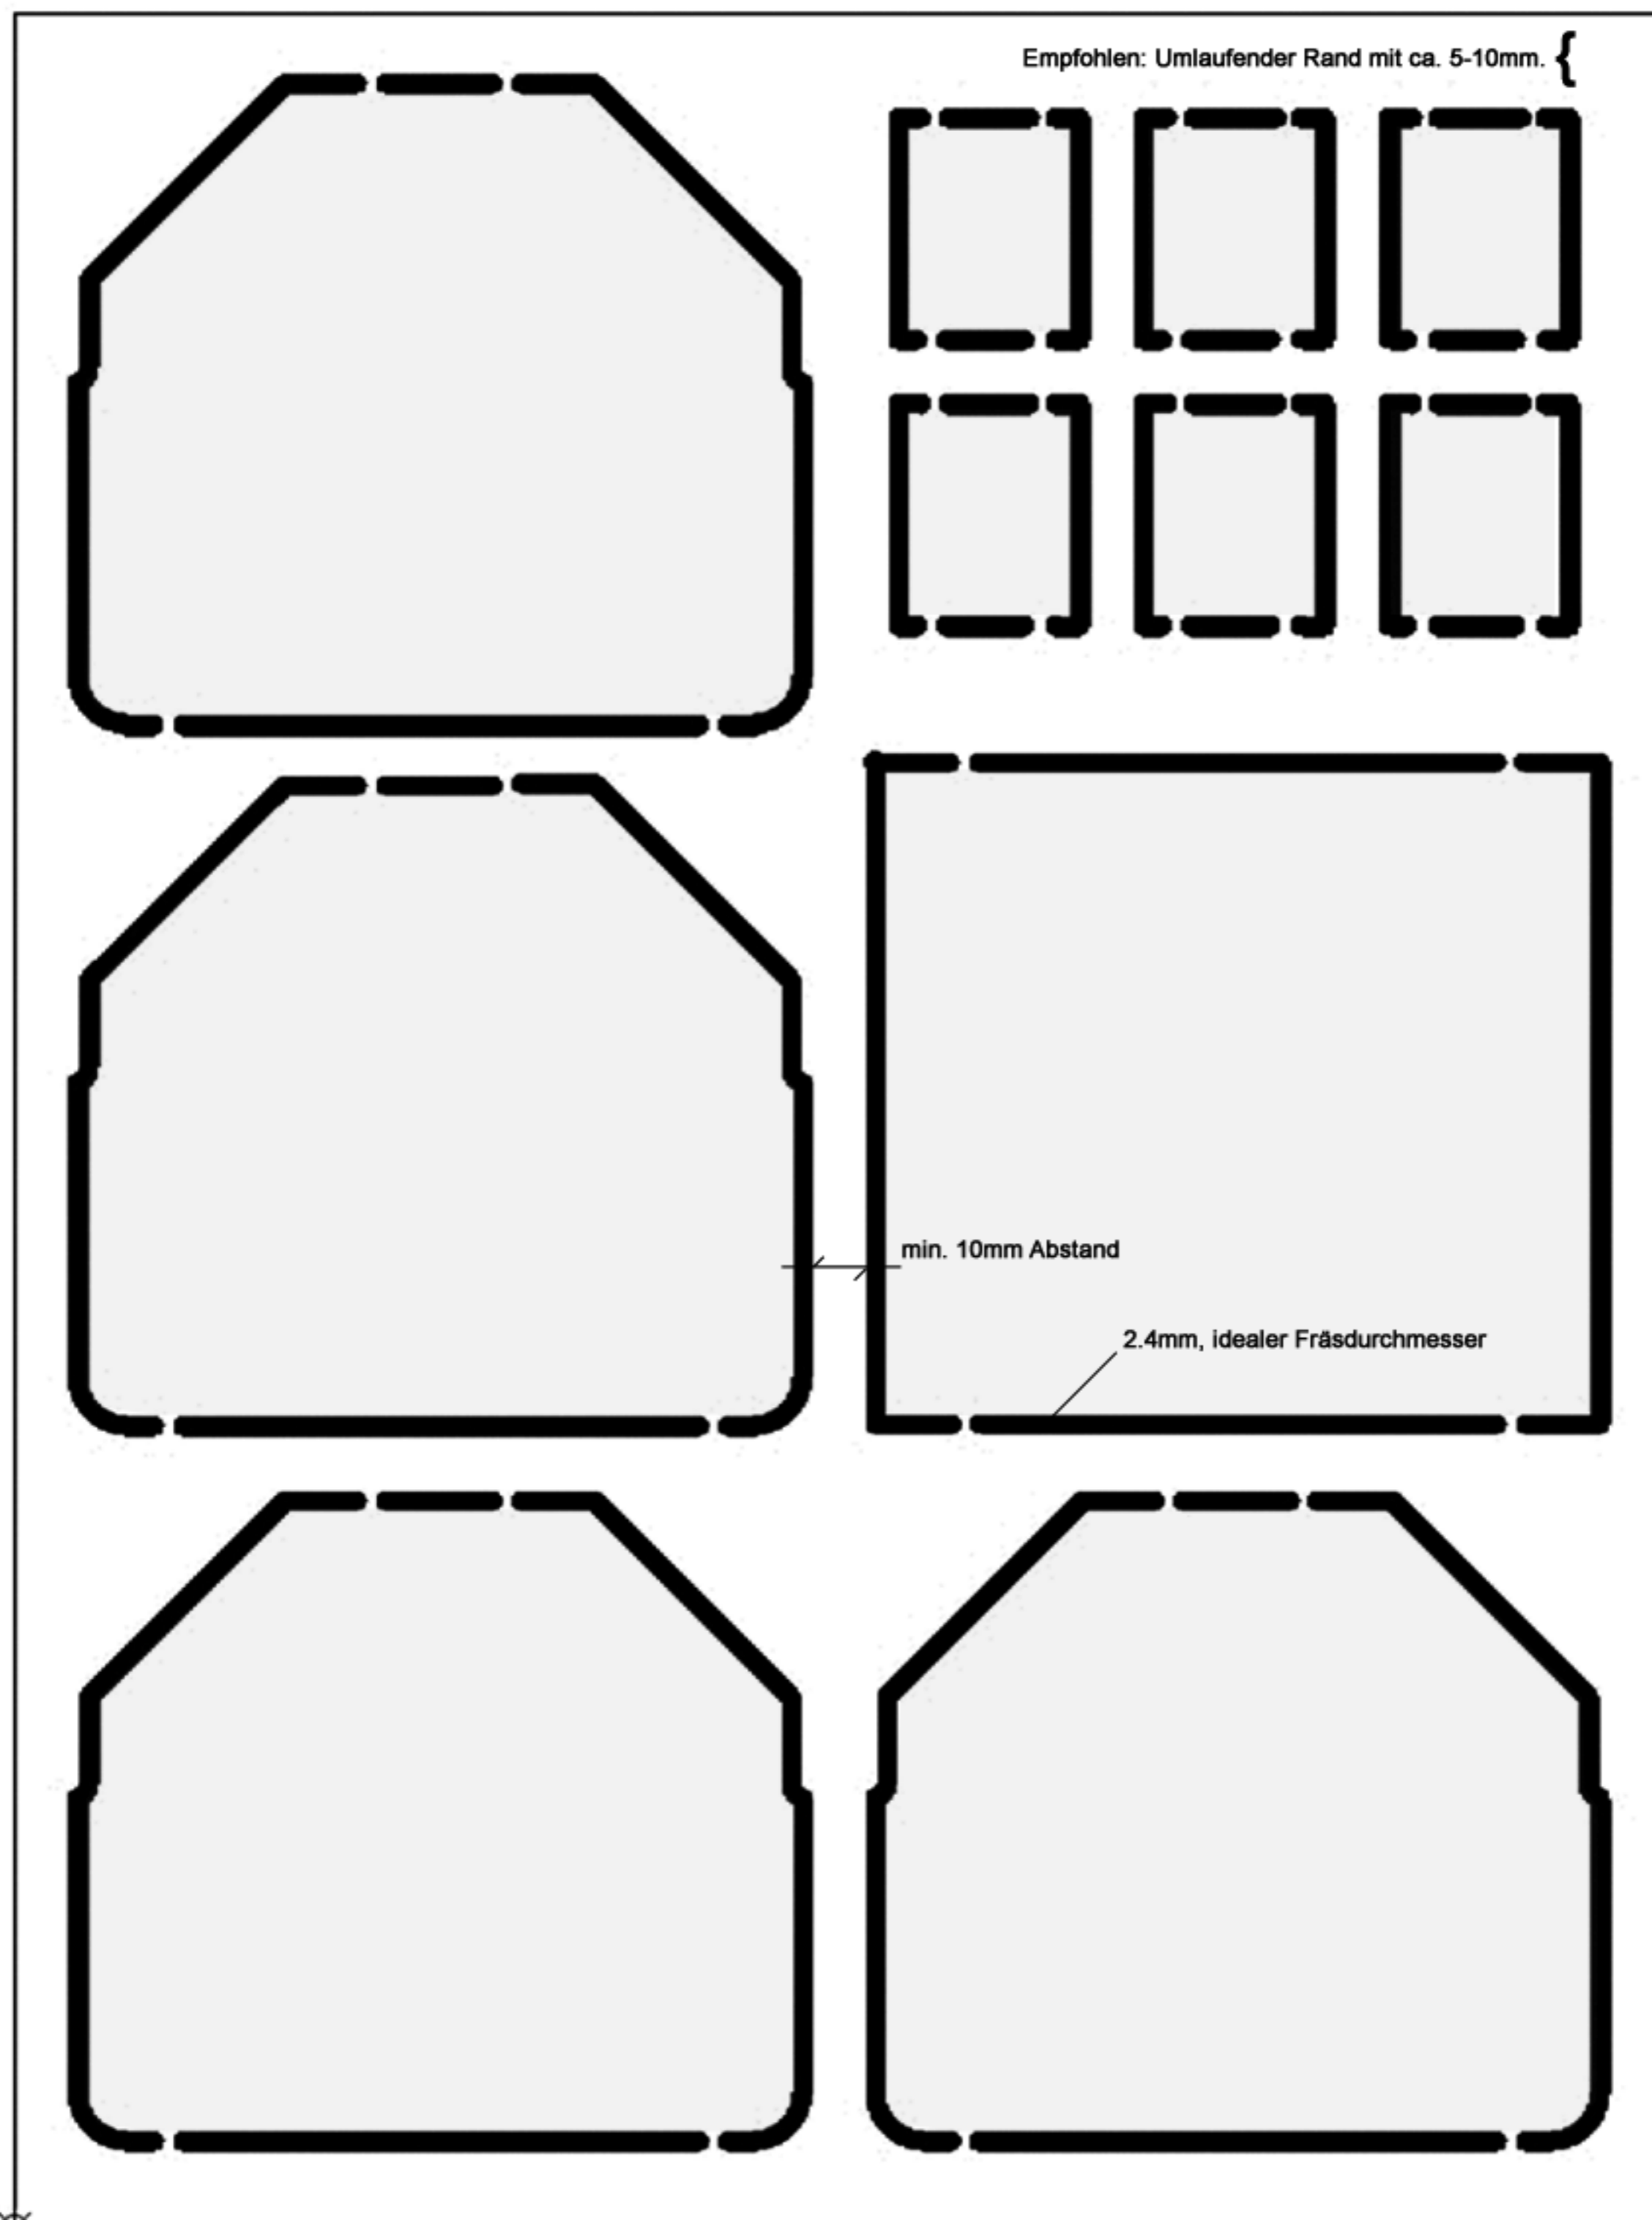 Empfohlen: Umlaufender Rand mit ca. 5-10mm. {
min. 10mm Abstand
2.4mm, idealer Fräsdurchmesser